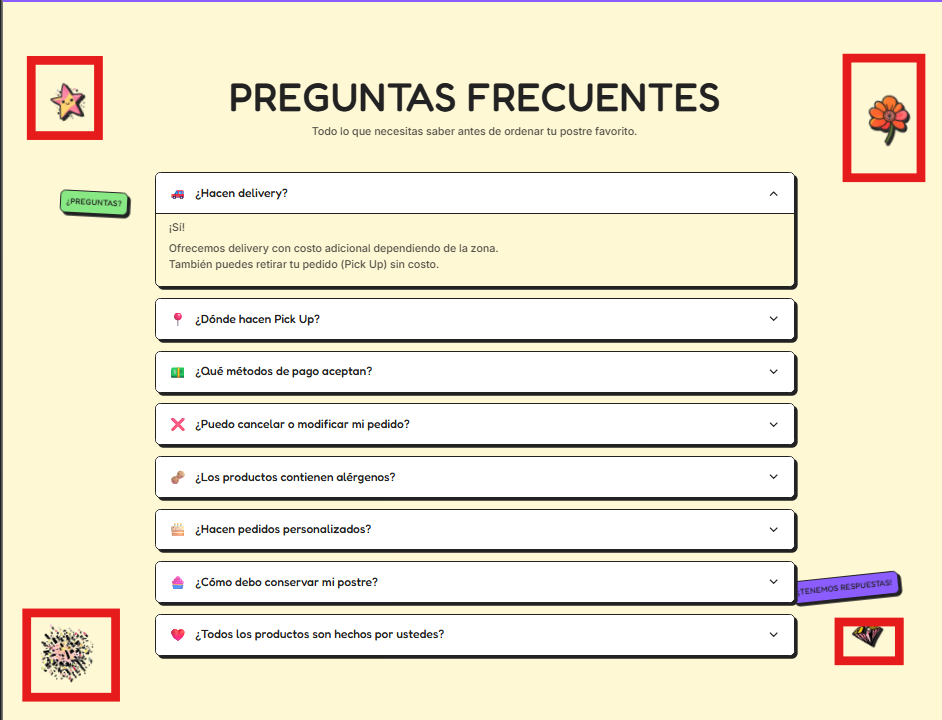 PREGUNTAS FRECUENTES
Todo lo que necesitas saber antes de ordenar tu postre favorito.
¿PREGUNTAS?
¿Hacen delivery?
¡Sí!
Ofrecemos delivery con costo adicional dependiendo de la zona.
También puedes retirar tu pedido (Pick Up) sin costo.
¿Dónde hacen Pick Up?
¿Qué métodos de pago aceptan?
¿Puedo cancelar o modificar mi pedido?
¿Los productos contienen alérgenos?
¿Hacen pedidos personalizados?
¿Cómo debo conservar mi postre?
¡TENEMOS RESPUESTAS!
¿Todos los productos son hechos por ustedes?